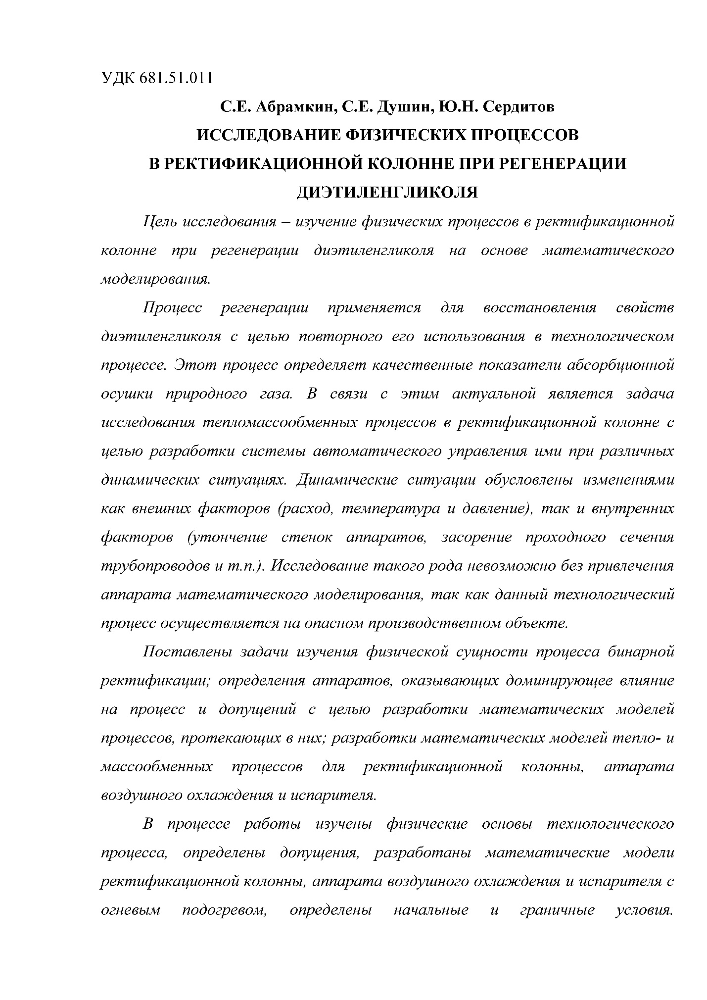 УДК 681.51.011
С.Е. Абрамкин, С.Е. Душин, Ю.Н. Сердитов
ИССЛЕДОВАНИЕ ФИЗИЧЕСКИХ ПРОЦЕССОВ
В РЕКТИФИКАЦИОННОЙ КОЛОННЕ ПРИ РЕГЕНЕРАЦИИ
ДИЭТИЛЕНГЛИКОЛЯ
Цель исследования – изучение физических процессов в ректификационной
колонне при регенерации диэтиленгликоля на основе математического
моделирования.
Процесс регенерации применяется для восстановления свойств
диэтиленгликоля с целью повторного его использования в технологическом
процессе. Этот процесс определяет качественные показатели абсорбционной
осушки природного газа. В связи с этим актуальной является задача
исследования тепломассообменных процессов в ректификационной колонне с
целью разработки системы автоматического управления ими при различных
динамических ситуациях. Динамические ситуации обусловлены изменениями
как внешних факторов (расход, температура и давление), так и внутренних
факторов (утончение стенок аппаратов, засорение проходного сечения
трубопроводов и т.п.). Исследование такого рода невозможно без привлечения
аппарата математического моделирования, так как данный технологический
процесс осуществляется на опасном производственном объекте.
Поставлены задачи изучения физической сущности процесса бинарной
ректификации; определения аппаратов, оказывающих доминирующее влияние
на процесс и допущений с целью разработки математических моделей
процессов, протекающих в них; разработки математических моделей тепло- и
массообменных процессов для ректификационной колонны, аппарата
воздушного охлаждения и испарителя.
В процессе работы изучены физические основы технологического
процесса, определены допущения, разработаны математические модели
ректификационной колонны, аппарата воздушного охлаждения и испарителя с
огневым подогревом, определены начальные и граничные условия.